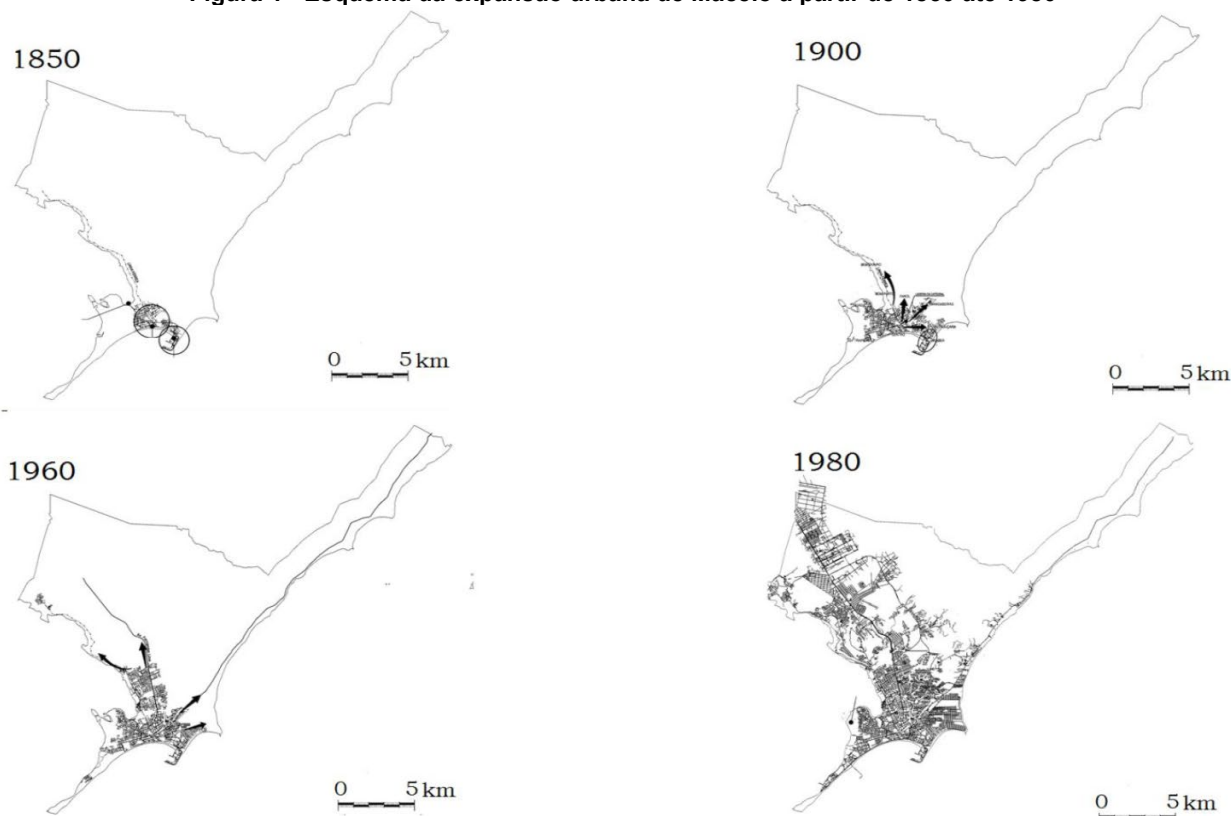 Figura 1 - Esquema da expansão urbana de Maceió a partir de 1850 até 1980
1850
0 5 km
1900
0 5 km
1960
0 5 km
1980
0 5 km